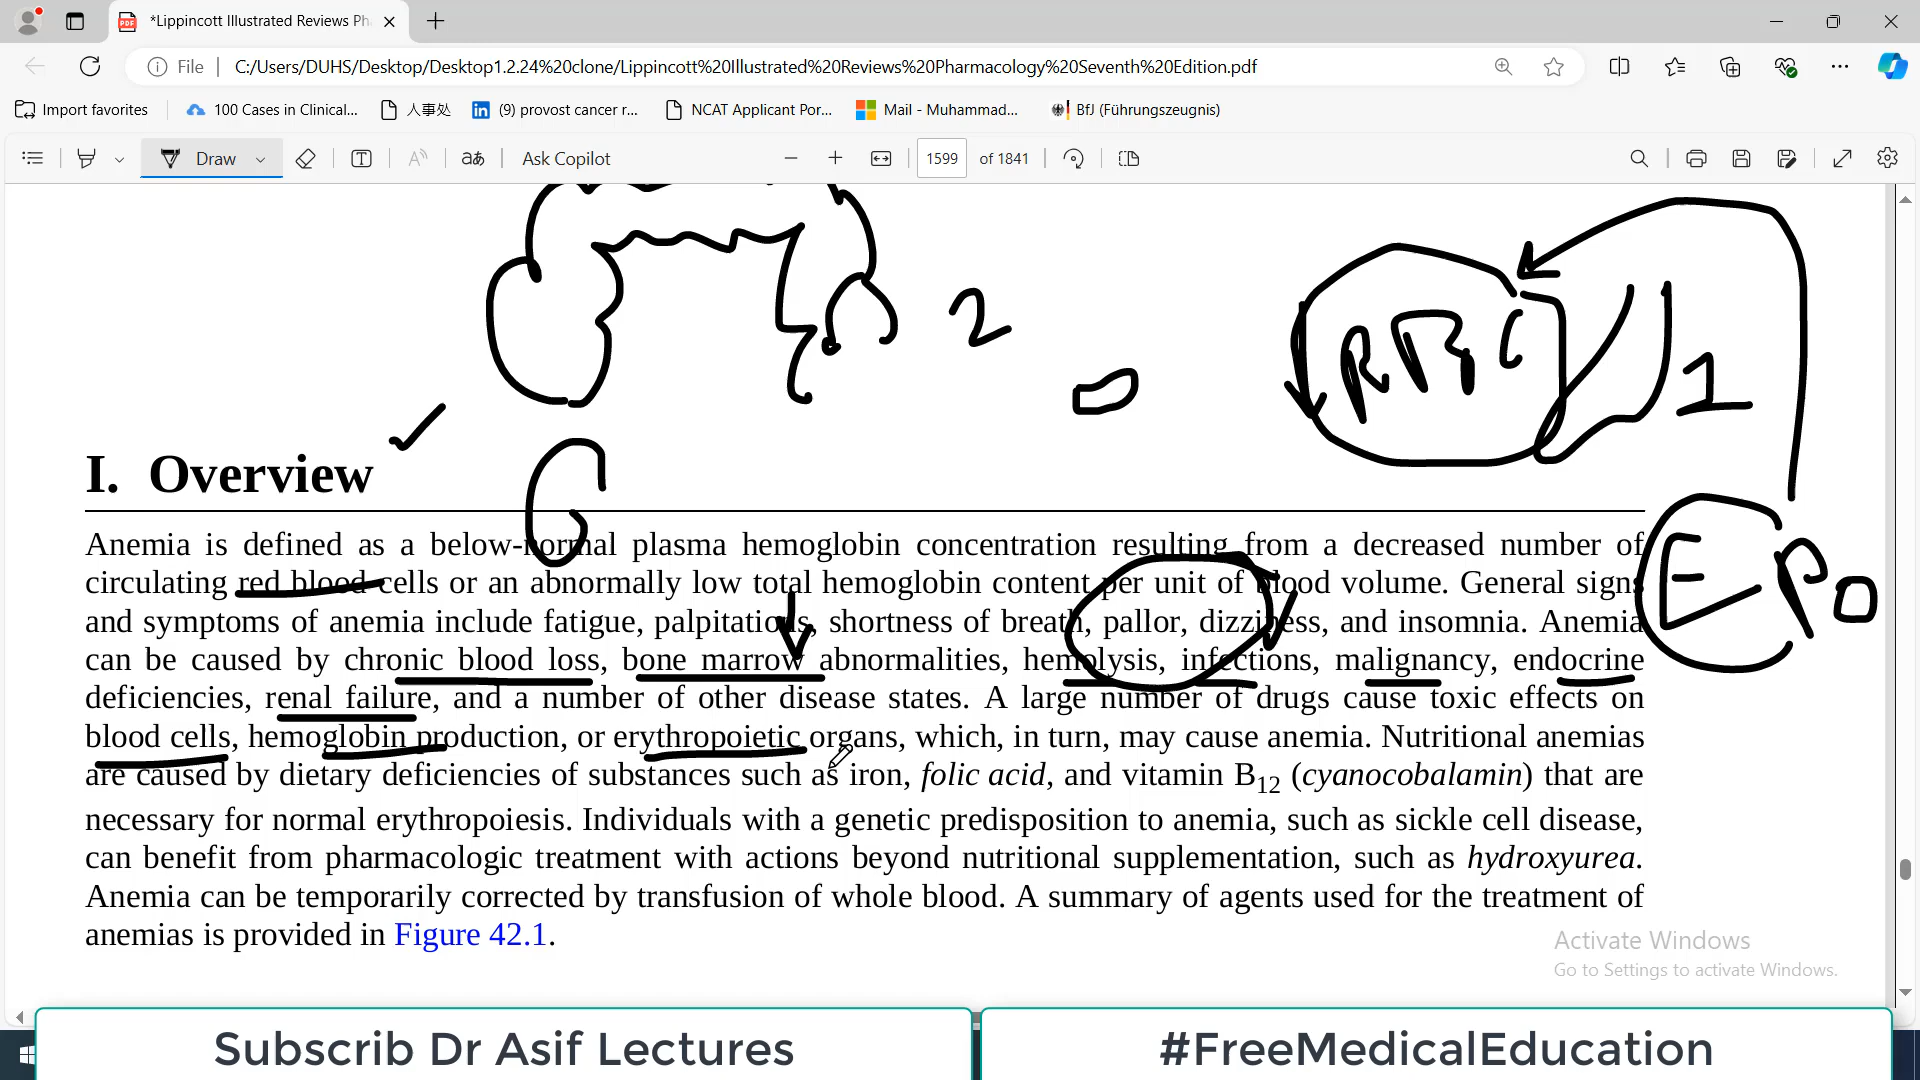 *Lippincott Illustrated Reviews Ph
File
C:/Users/DUHS/Desktop/Desktop1.2.24%20clone/Lippincott%20Illustrated%20Reviews%20Pharmacology%20Seventh%20Edition.pdf
Import favorites
100 Cases in Clinical...
人事处
(9) provost cancer r...
NCAT Applicant Por...
Mail - Muhammad...
BfJ (Führungszeugnis)
Draw
aあ
Ask Copilot
1599 of 1841
2
RBC
1
EPO
I. Overview
Anemia is defined as a below-normal plasma hemoglobin concentration resulting from a decreased number of
circulating red blood cells or an abnormally low total hemoglobin content per unit of blood volume. General signs
and symptoms of anemia include fatigue, palpitations, shortness of breath, pallor, dizziness, and insomnia. Anemia
can be caused by chronic blood loss, bone marrow abnormalities, hemolysis, infections, malignancy, endocrine
deficiencies, renal failure, and a number of other disease states. A large number of drugs cause toxic effects on
blood cells, hemoglobin production, or erythropoietic organs, which, in turn, may cause anemia. Nutritional anemias
are caused by dietary deficiencies of substances such as iron, folic acid, and vitamin B12 (cyanocobalamin) that are
necessary for normal erythropoiesis. Individuals with a genetic predisposition to anemia, such as sickle cell disease,
can benefit from pharmacologic treatment with actions beyond nutritional supplementation, such as hydroxyurea.
Anemia can be temporarily corrected by transfusion of whole blood. A summary of agents used for the treatment of
anemias is provided in Figure 42.1.
Activate Windows
Go to Settings to activate Windows.
Subscrib Dr Asif Lectures
#FreeMedicalEducation